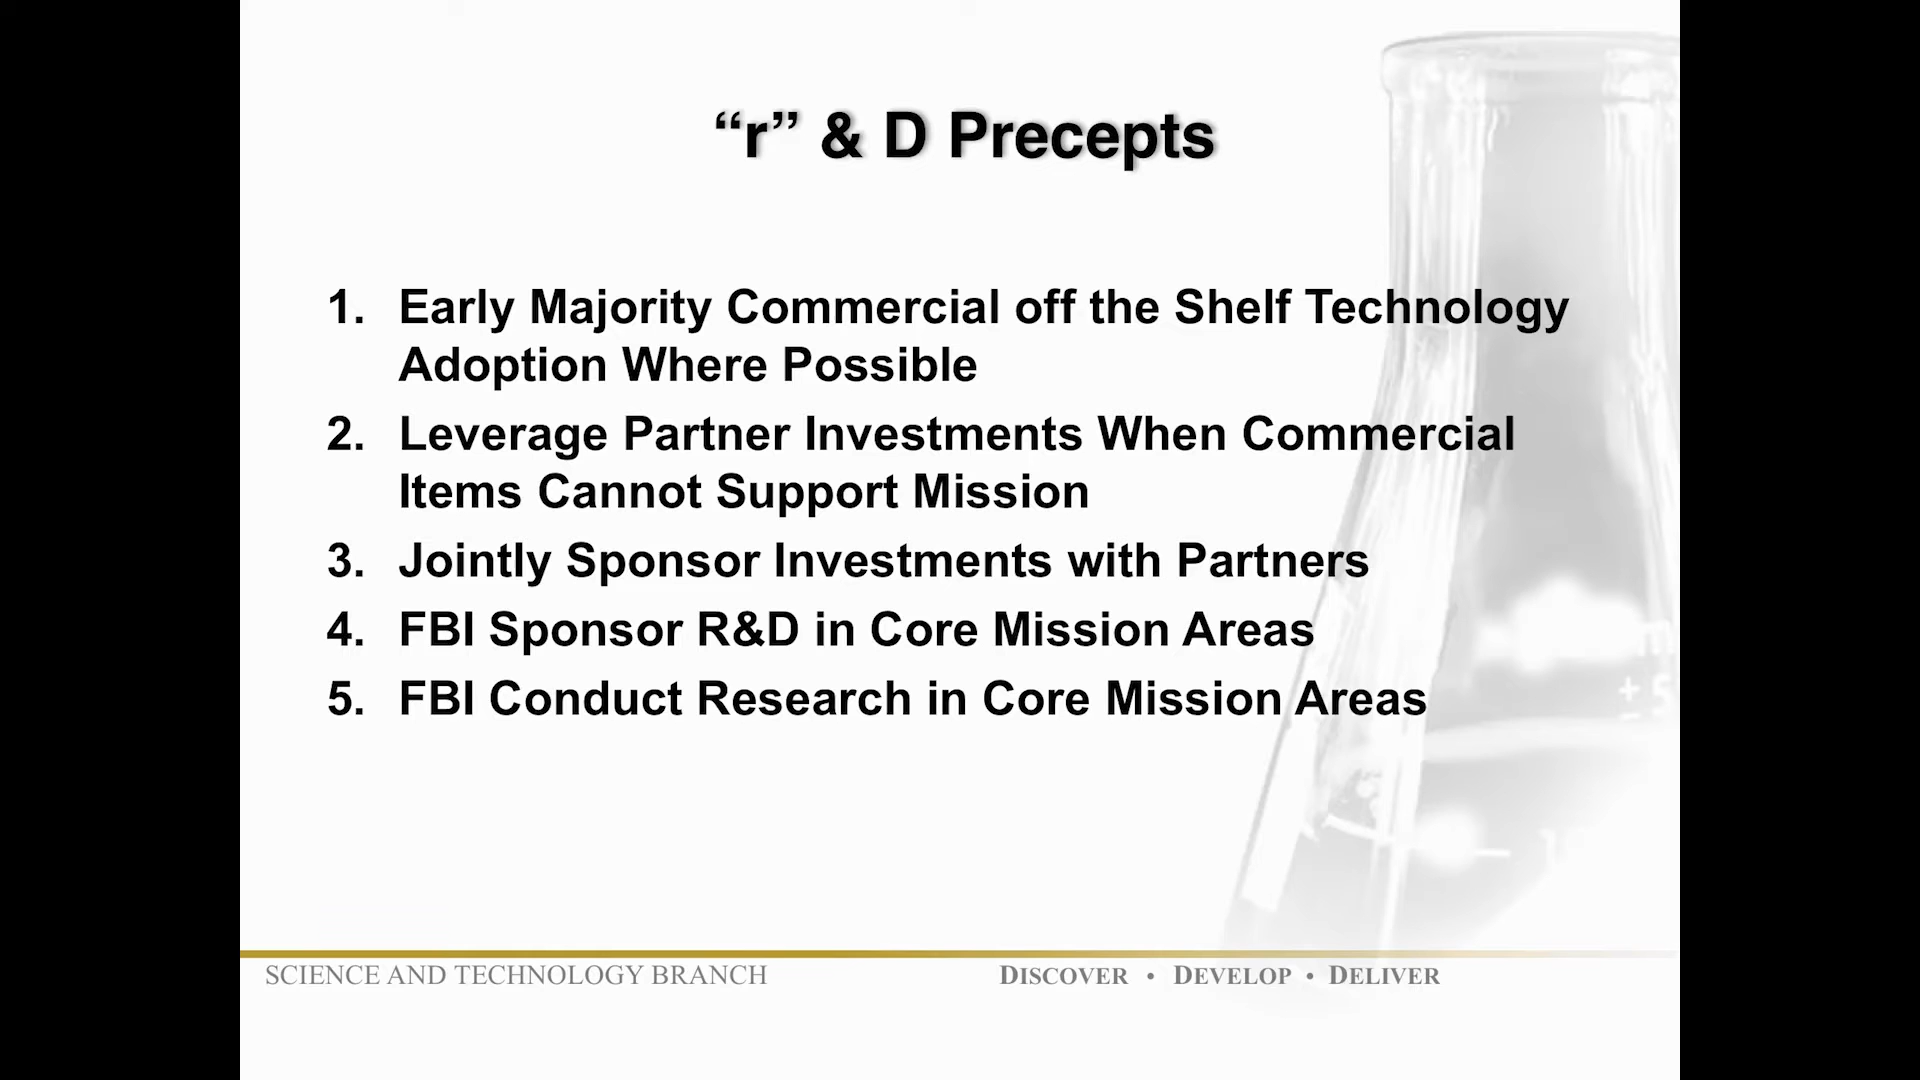 “r” & D Precepts
1. Early Majority Commercial off the Shelf Technology
Adoption Where Possible
2. Leverage Partner Investments When Commercial
Items Cannot Support Mission
3. Jointly Sponsor Investments with Partners
4. FBI Sponsor R&D in Core Mission Areas
5. FBI Conduct Research in Core Mission Areas
SCIENCE AND TECHNOLOGY BRANCH
DISCOVER • DEVELOP • DELIVER